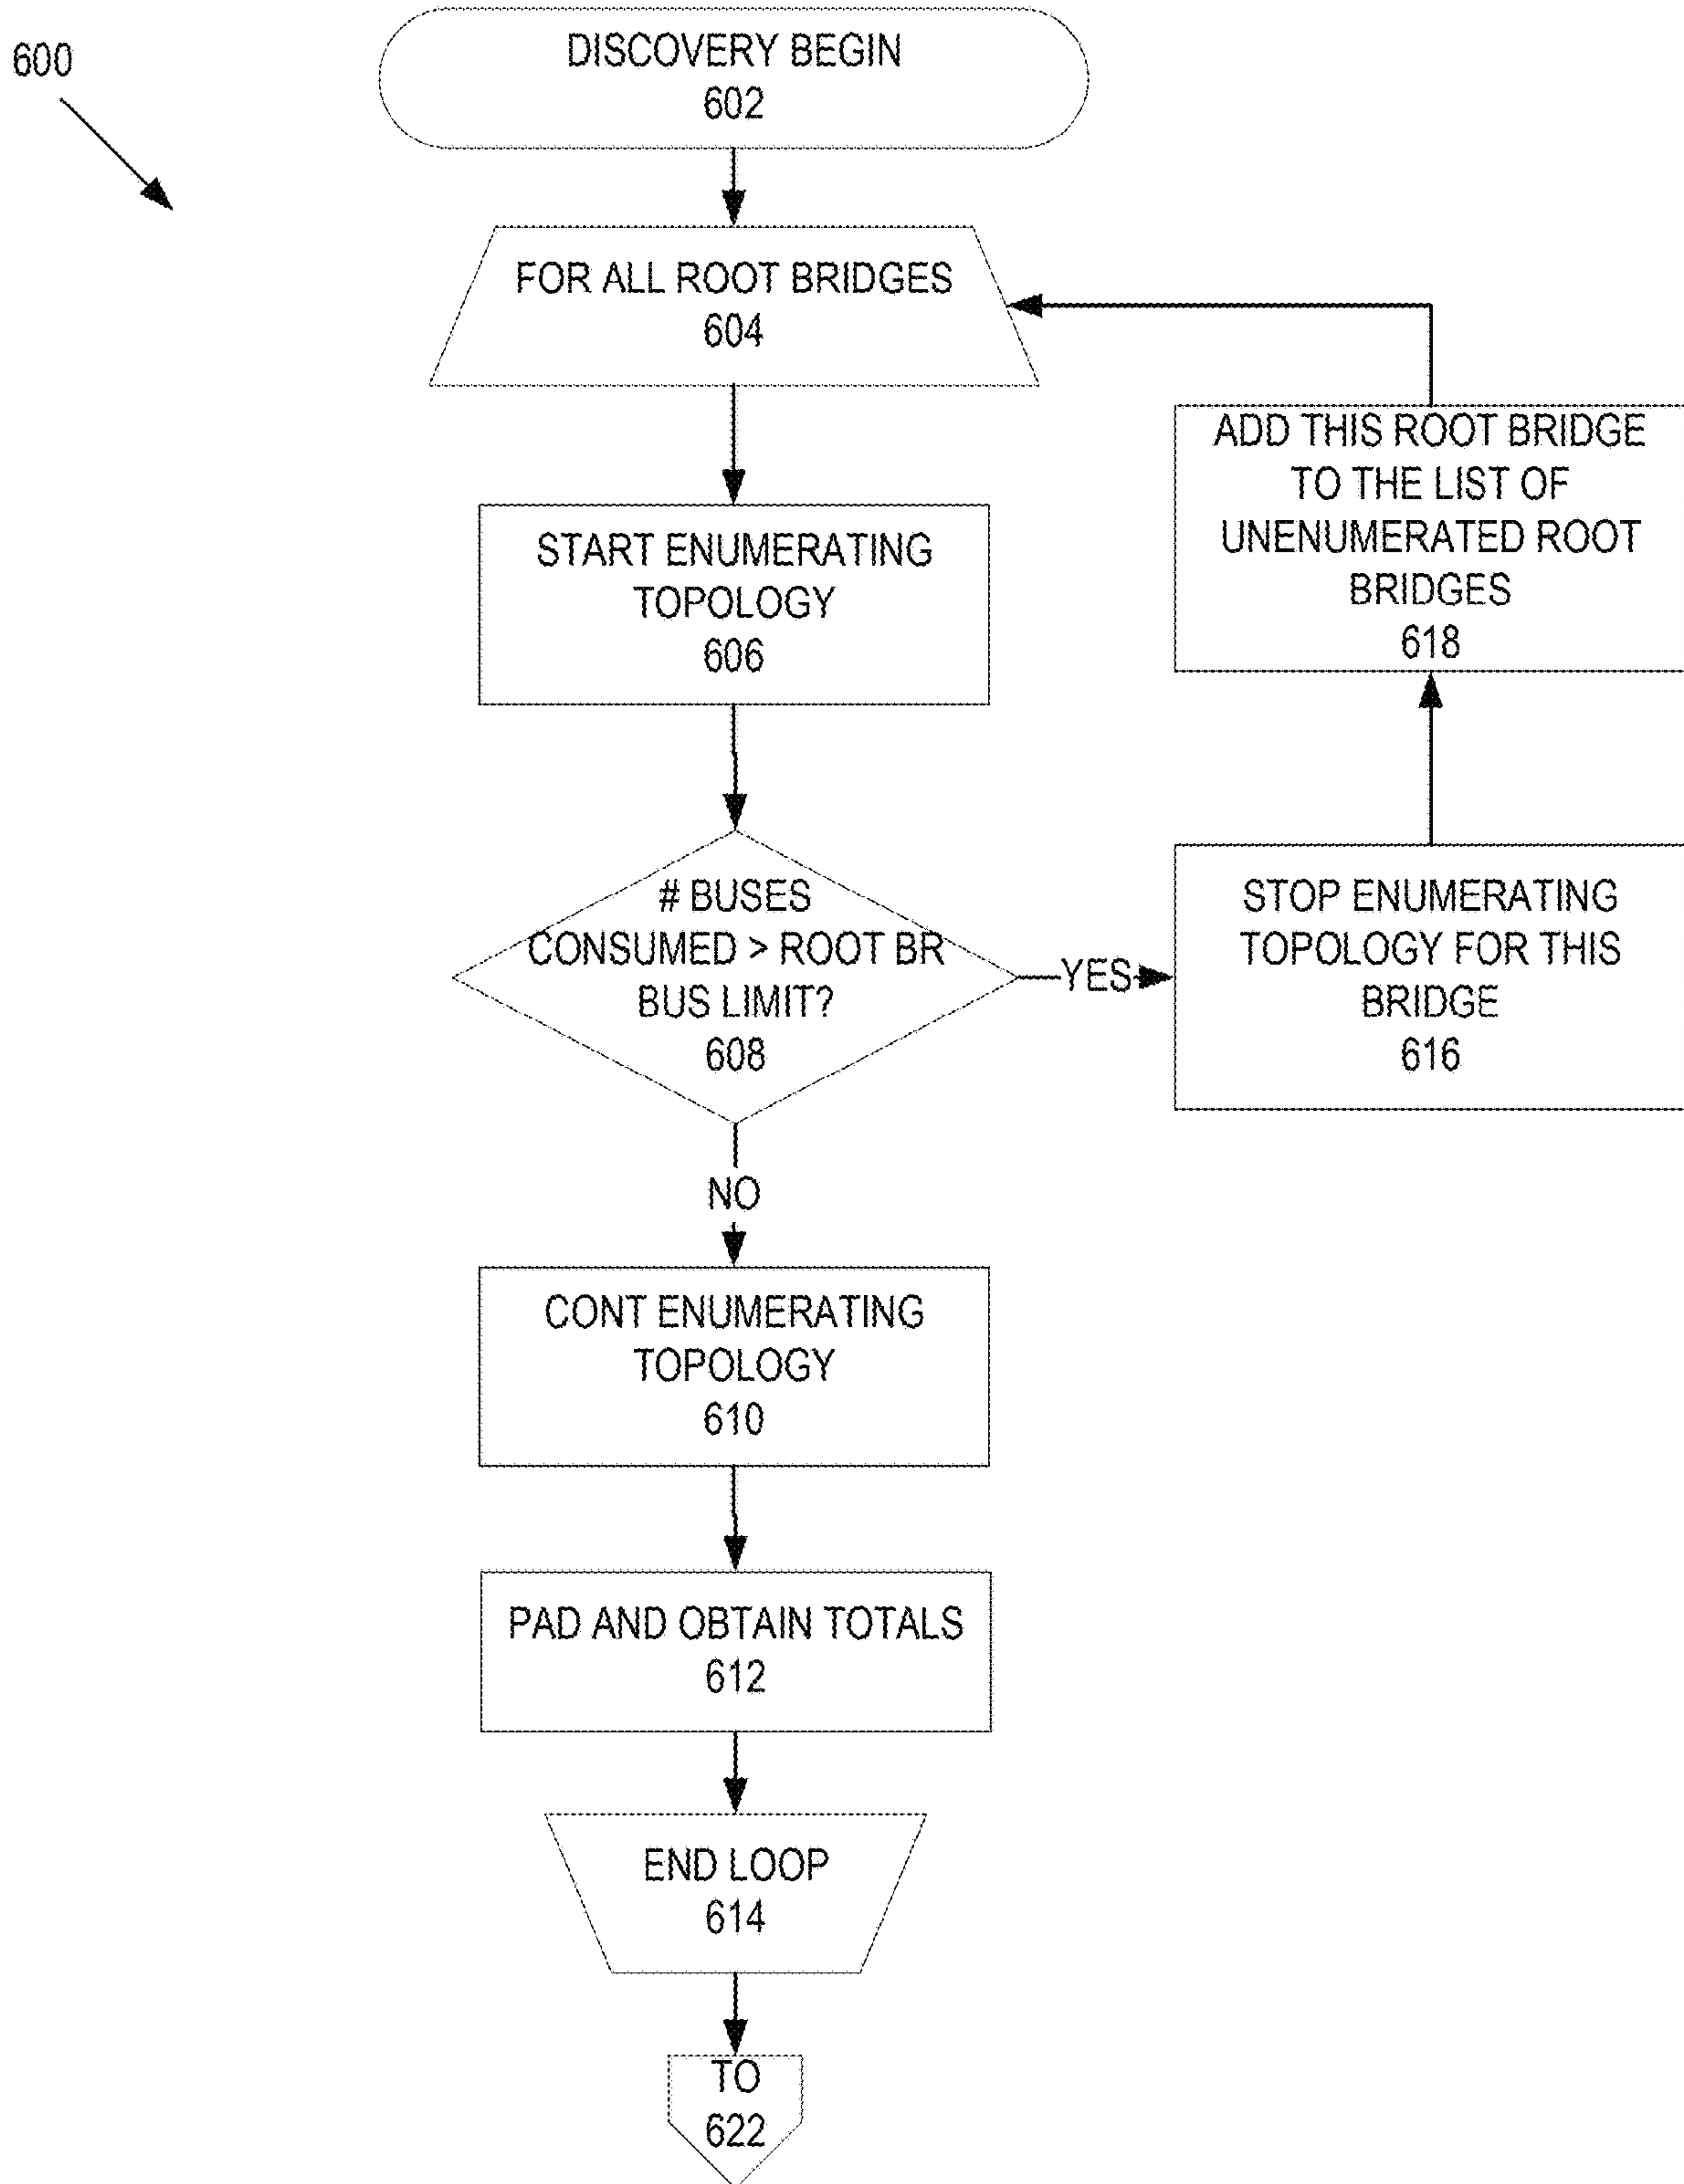 600
DISCOVERY BEGIN
602
FOR ALL ROOT BRIDGES
604
START ENUMERATING
TOPOLOGY
606
# BUSES
CONSUMED > ROOT BR
BUS LIMIT?
608
YES
STOP ENUMERATING
TOPOLOGY FOR THIS
BRIDGE
616
ADD THIS ROOT BRIDGE
TO THE LIST OF
UNENUMERATED ROOT
BRIDGES
618
NO
CONT ENUMERATING
TOPOLOGY
610
PAD AND OBTAIN TOTALS
612
END LOOP
614
TO
622